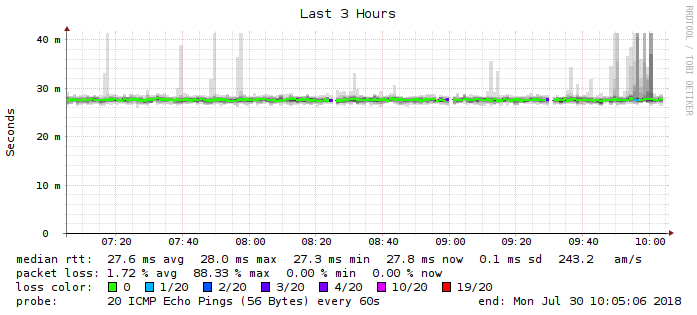 Last 3 Hours
RRDTOOL / TOBI OETIKER
Seconds
40 m
30 m
20 m
10 m
0
07:20 07:40 08:00 08:20 08:40 09:00 09:20 09:40 10:00
median rtt: 27.6 ms avg 28.0 ms max 27.3 ms min 27.8 ms now 0.1 ms sd 243.2 am/s
packet loss: 1.72 % avg 88.33 % max 0.00 % min 0.00 % now
loss color: 0 1/20 2/20 3/20 4/20 10/20 19/20
probe: 20 ICMP Echo Pings (56 Bytes) every 60s end: Mon Jul 30 10:05:06 2018